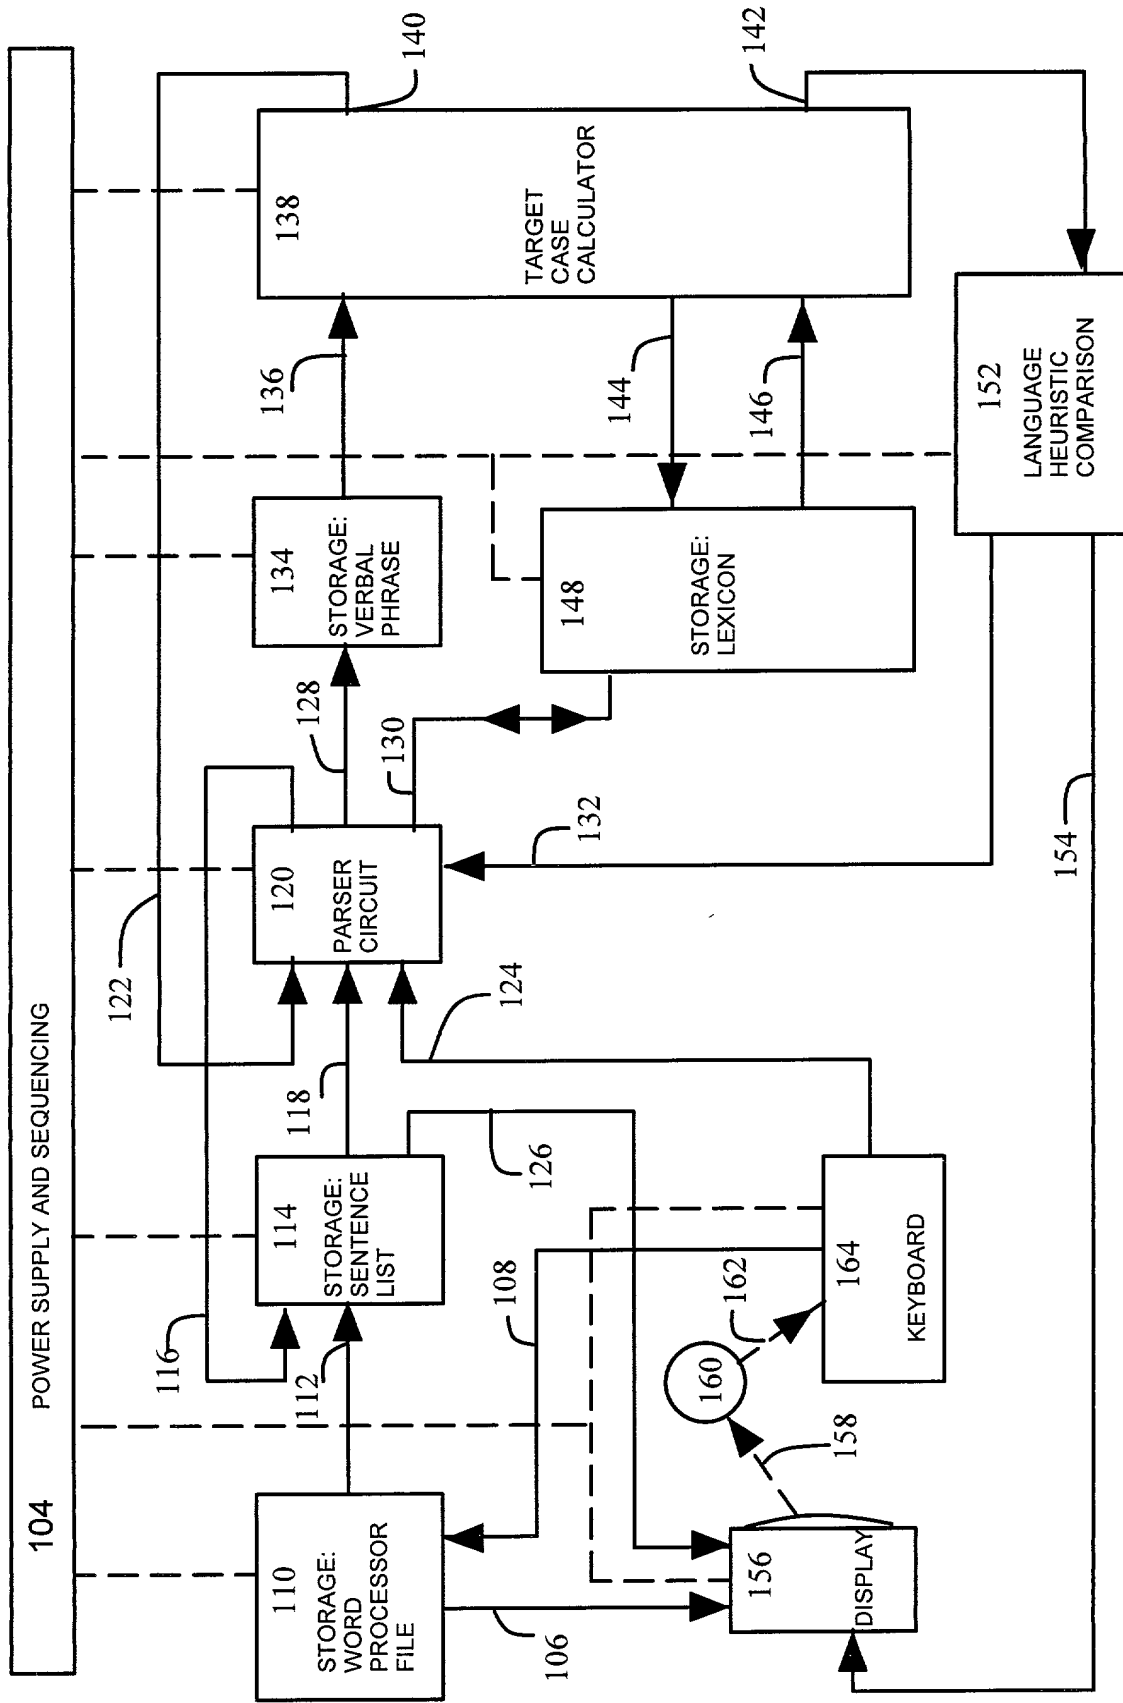 104 POWER SUPPLY AND SEQUENCING
110
STORAGE:
WORD
PROCESSOR
FILE
106
112
116
108
114
STORAGE:
SENTENCE
LIST
118
126
122
124
120
PARSER
CIRCUIT
128
130
132
134
STORAGE:
VERBAL
PHRASE
136
138
TARGET
CASE
CALCULATOR
140
142
144
146
148
STORAGE:
LEXICON
152
LANGUAGE
HEURISTIC
COMPARISON
154
156
DISPLAY
158
160
162
164
KEYBOARD